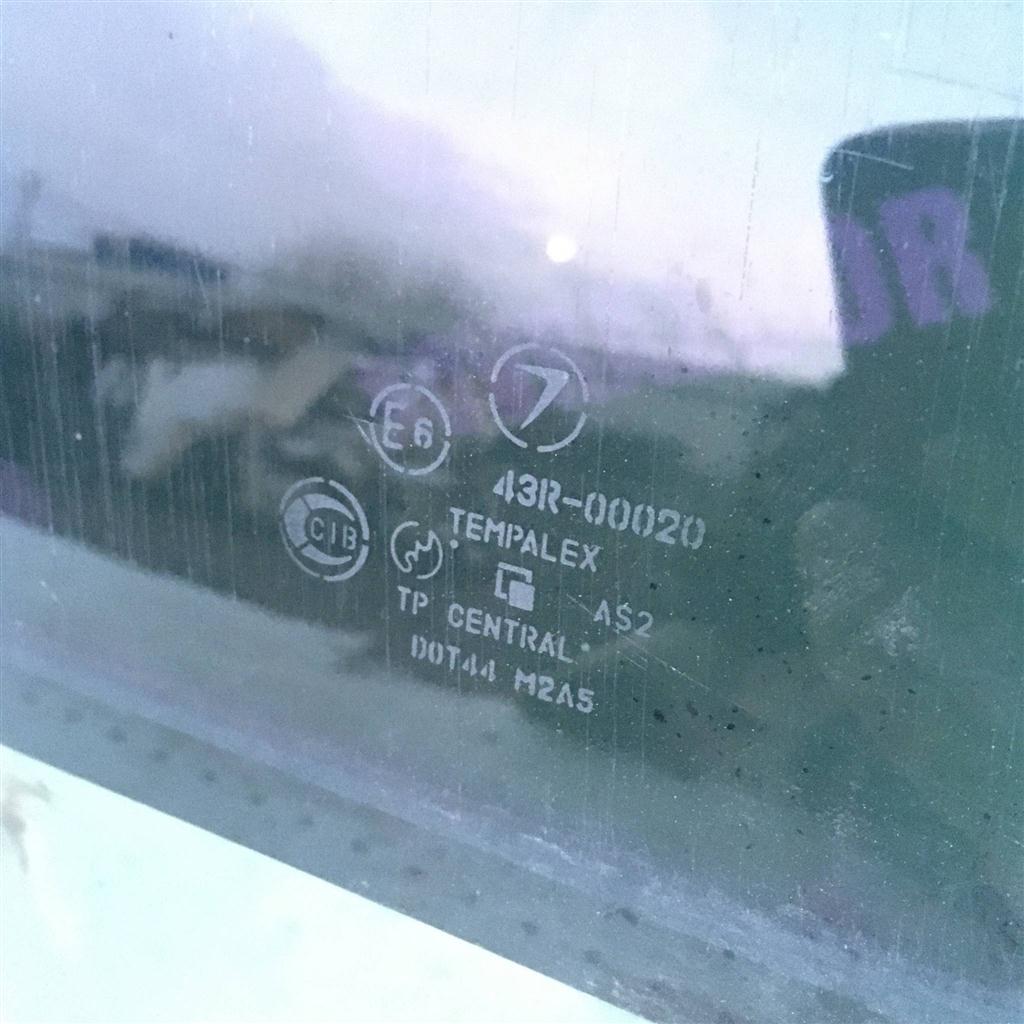 E6
43R-00020
CIB
TEMPALEX
AS2
TP CENTRAL
DOT44 M2A5